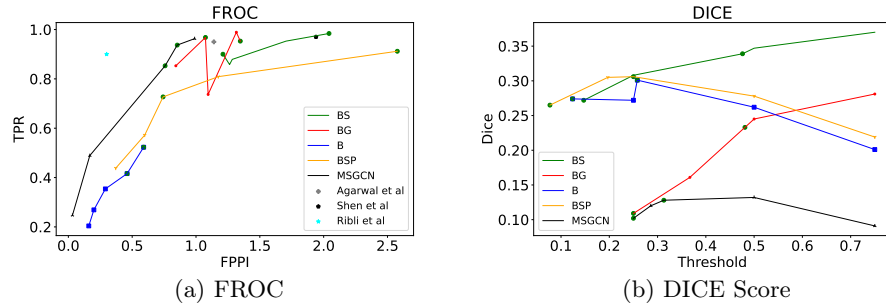 FROC
1.0
0.8
0.6
0.4
0.2
TPR
0.0 0.5 1.0 1.5 2.0 2.5
FPPI
BS
BG
B
BSP
MSGCN
Agarwal et al
Shen et al
Ribli et al
(a) FROC
DICE
0.35
0.30
0.25
0.20
0.15
0.10
Dice
0.1 0.2 0.3 0.4 0.5 0.6 0.7
Threshold
BS
BG
B
BSP
MSGCN
(b) DICE Score